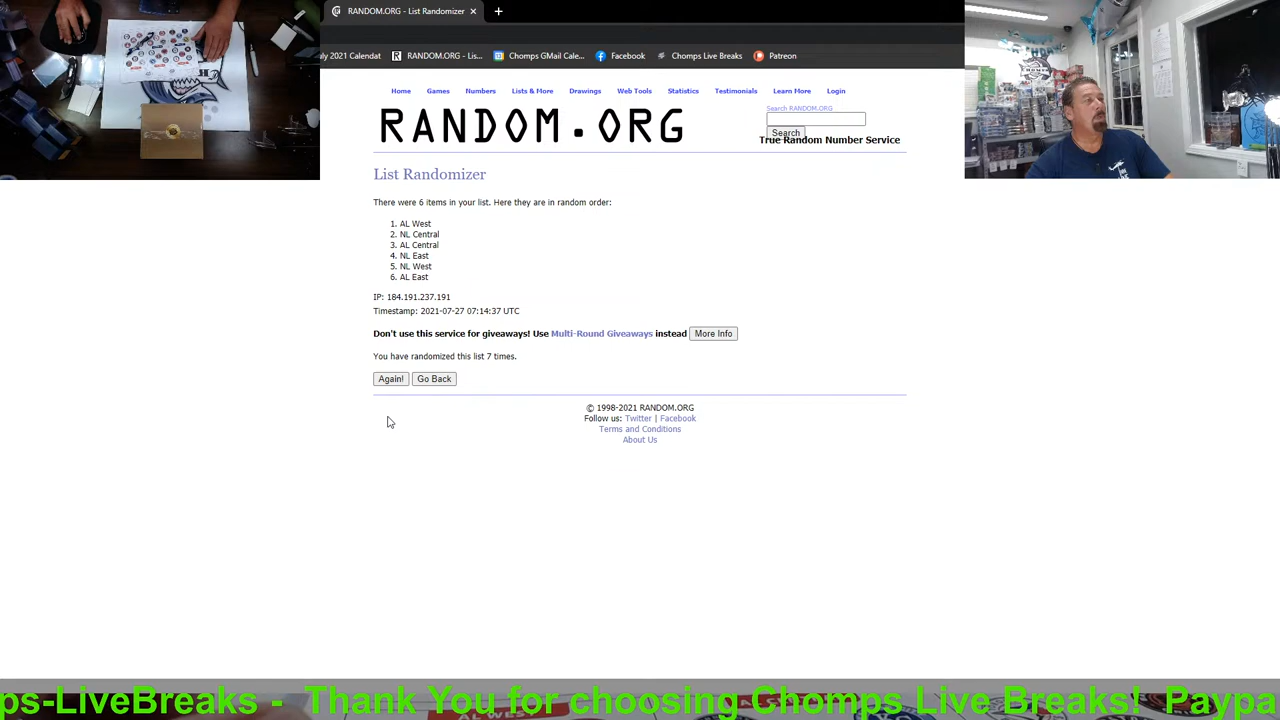 RANDOM.ORG - List Randomizer
ly 2021 Calendat RANDOM.ORG - Lis... Chomps GMail Cale... Facebook Chomps Live Breaks Patreon
Home Games Numbers Lists & More Drawings Web Tools Statistics Testimonials Learn More Login
Search RANDOM.ORG
RANDOM.ORG
Search
True Random Number Service
List Randomizer
There were 6 items in your list. Here they are in random order:
1. AL West
2. NL Central
3. AL Central
4. NL East
5. NL West
6. AL East
IP: 184.191.237.191
Timestamp: 2021-07-27 07:14:37 UTC
Don't use this service for giveaways! Use Multi-Round Giveaways instead More Info
You have randomized this list 7 times.
Again! Go Back
© 1998-2021 RANDOM.ORG
Follow us: Twitter | Facebook
Terms and Conditions
About Us
ps-LiveBreaks - Thank You for choosing Chomps Live Breaks! Paypa